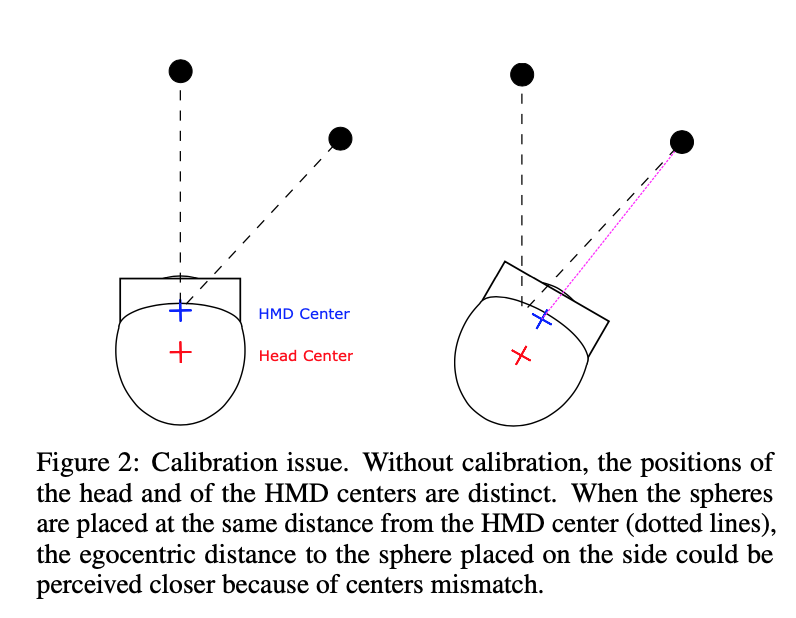 HMD Center
Head Center
Figure 2: Calibration issue. Without calibration, the positions of
the head and of the HMD centers are distinct. When the spheres
are placed at the same distance from the HMD center (dotted lines),
the egocentric distance to the sphere placed on the side could be
perceived closer because of centers mismatch.